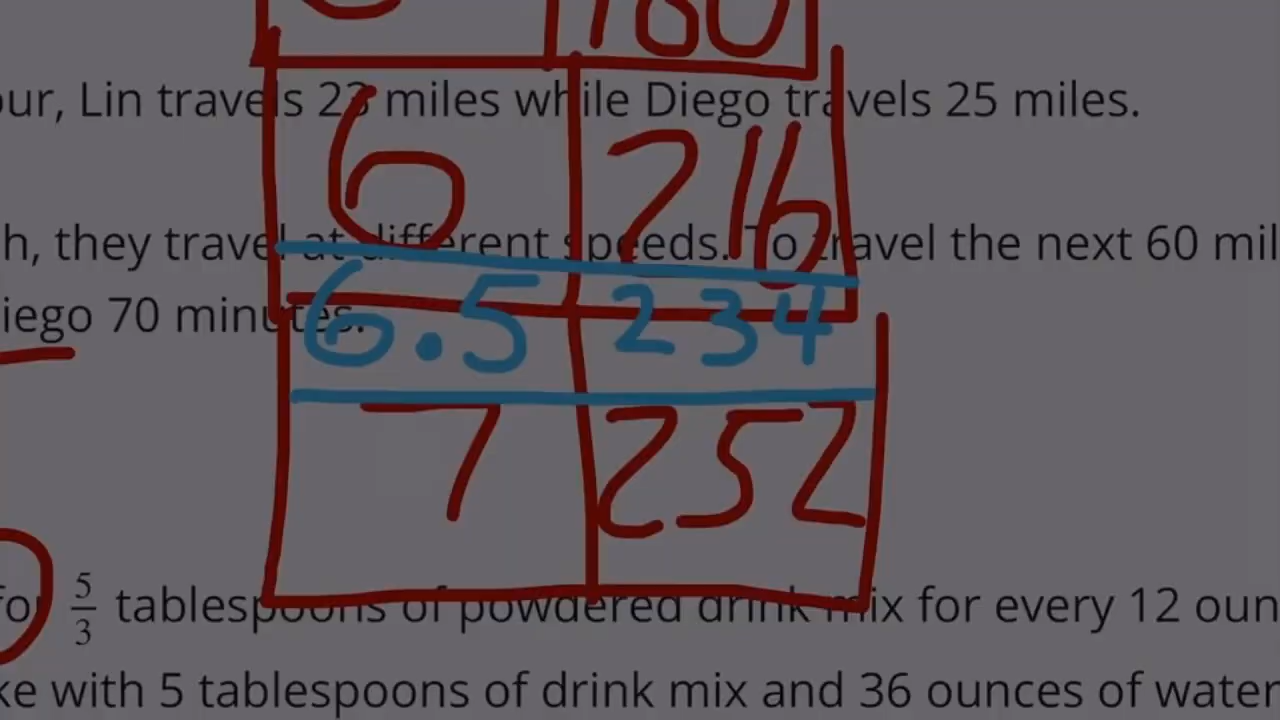 180
our, Lin travels 23 miles while Diego travels 25 miles.
6 216
h, they travel at different speeds. To travel the next 60 mil
6.5 234
iego 70 minutes.
7 252
for 5/3 tablespoons of powdered drink mix for every 12 oun
ke with 5 tablespoons of drink mix and 36 ounces of water